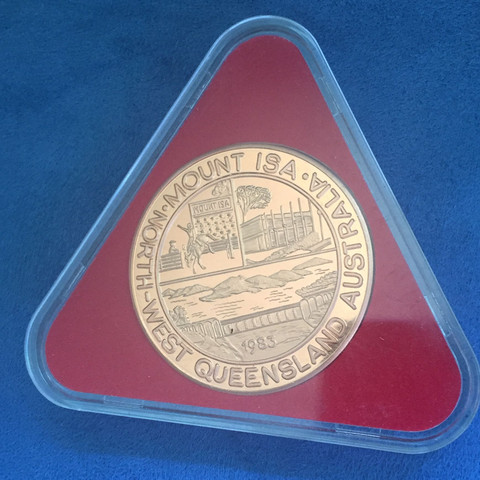 · MOUNT ISA ·
NORTH-WEST QUEENSLAND AUSTRALIA
MOUNT ISA
1983